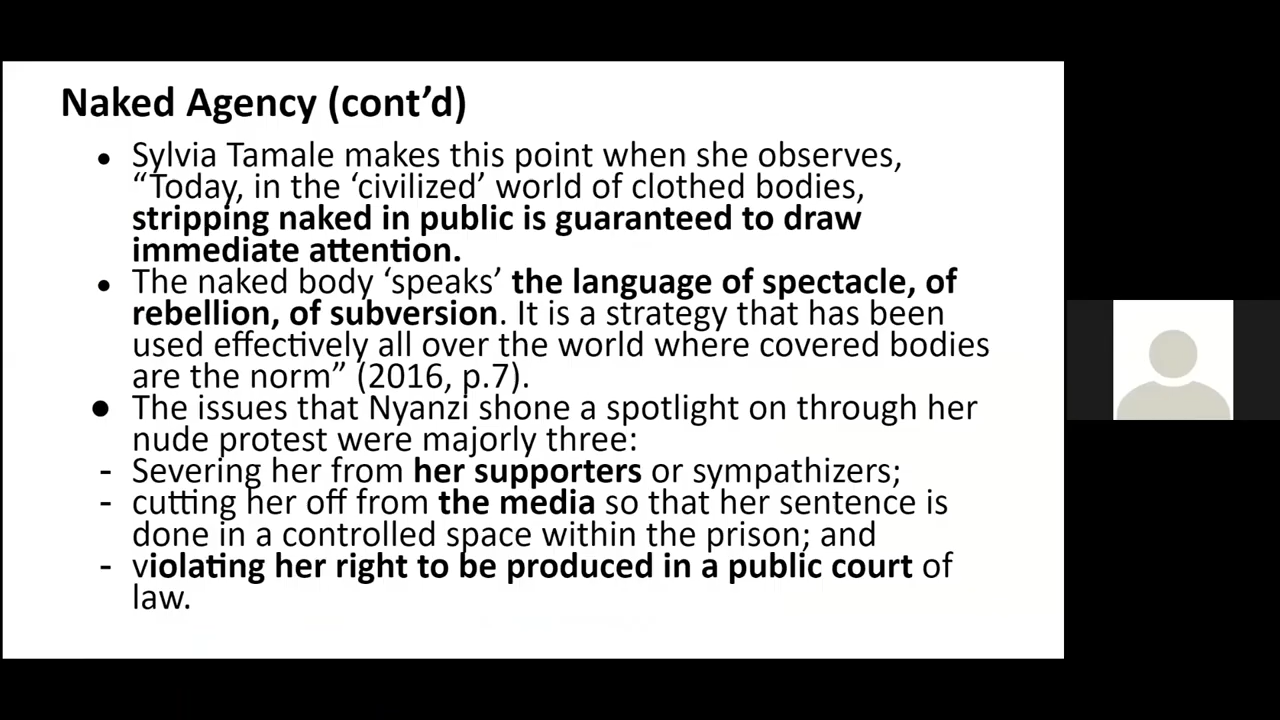 Naked Agency (cont’d)
● Sylvia Tamale makes this point when she observes,
“Today, in the ‘civilized’ world of clothed bodies,
stripping naked in public is guaranteed to draw
immediate attention.
● The naked body ‘speaks’ the language of spectacle, of
rebellion, of subversion. It is a strategy that has been
used effectively all over the world where covered bodies
are the norm” (2016, p.7).
● The issues that Nyanzi shone a spotlight on through her
nude protest were majorly three:
- Severing her from her supporters or sympathizers;
- cutting her off from the media so that her sentence is
done in a controlled space within the prison; and
- violating her right to be produced in a public court of
law.